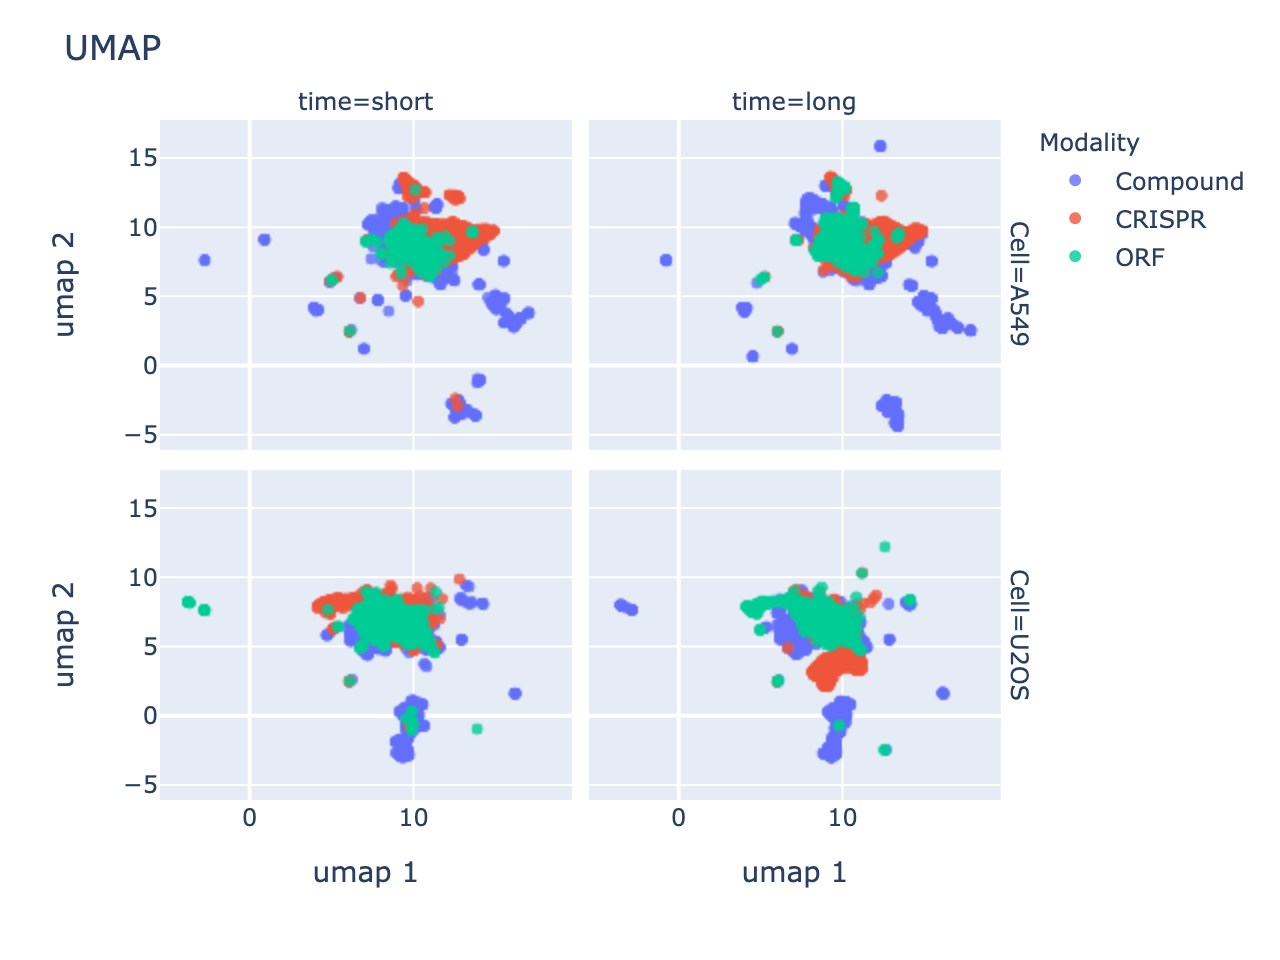 UMAP
time=short
time=long
Modality
Compound
CRISPR
ORF
15
10
5
0
−5
umap 2
Cell=A549
15
10
5
0
−5
umap 2
Cell=U2OS
0
10
0
10
umap 1
umap 1